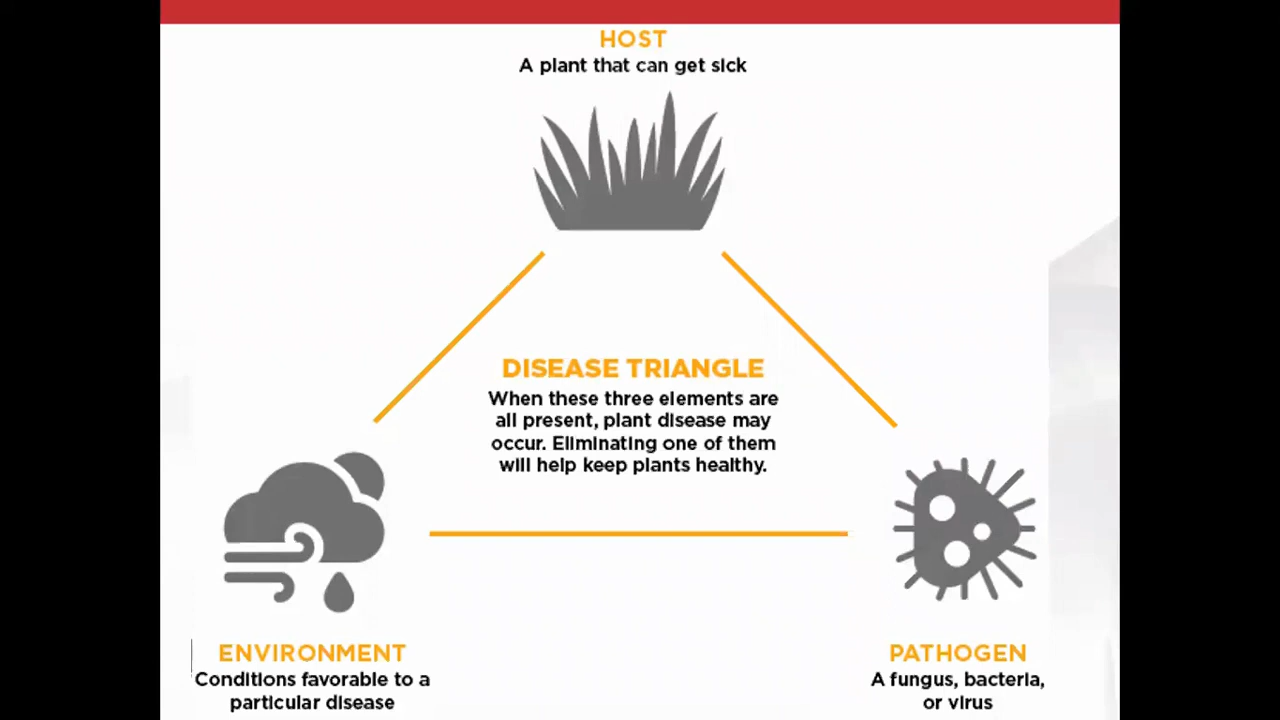 HOST
A plant that can get sick
DISEASE TRIANGLE
When these three elements are
all present, plant disease may
occur. Eliminating one of them
will help keep plants healthy.
ENVIRONMENT
Conditions favorable to a
particular disease
PATHOGEN
A fungus, bacteria,
or virus